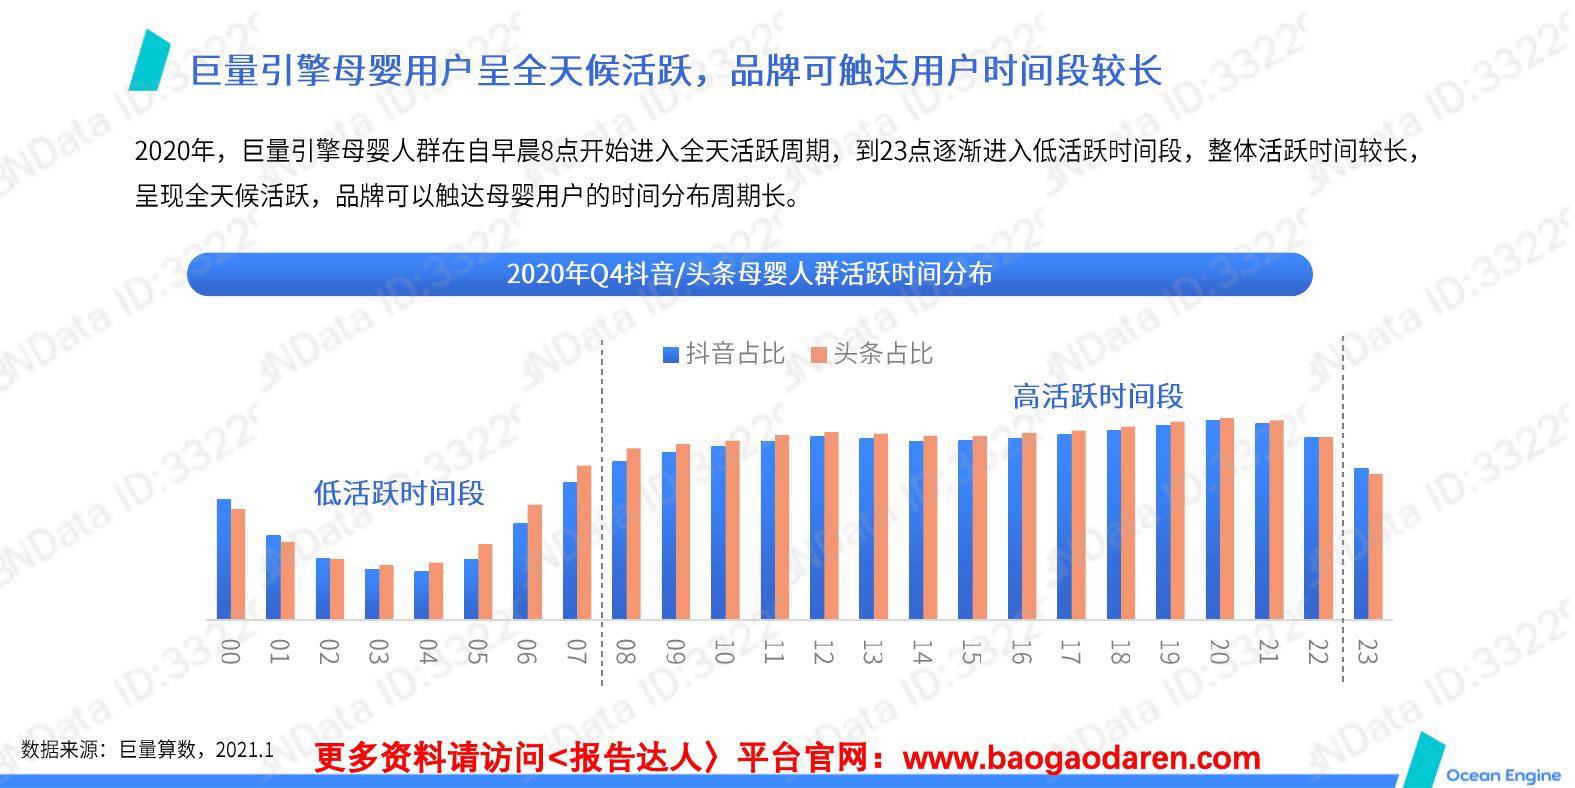 巨量引擎母婴用户呈全天候活跃，品牌可触达用户时间段较长
2020年，巨量引擎母婴人群在自早晨8点开始进入全天活跃周期，到23点逐渐进入低活跃时间段，整体活跃时间较长，
呈现全天候活跃，品牌可以触达母婴用户的时间分布周期长。
2020年Q4抖音/头条母婴人群活跃时间分布
抖音占比 头条占比
高活跃时间段
低活跃时间段
00 01 02 03 04 05 06 07 08 09 10 11 12 13 14 15 16 17 18 19 20 21 22 23
数据来源：巨量算数，2021.1
更多资料请访问<报告达人〉平台官网：www.baogaodaren.com
Ocean Engine